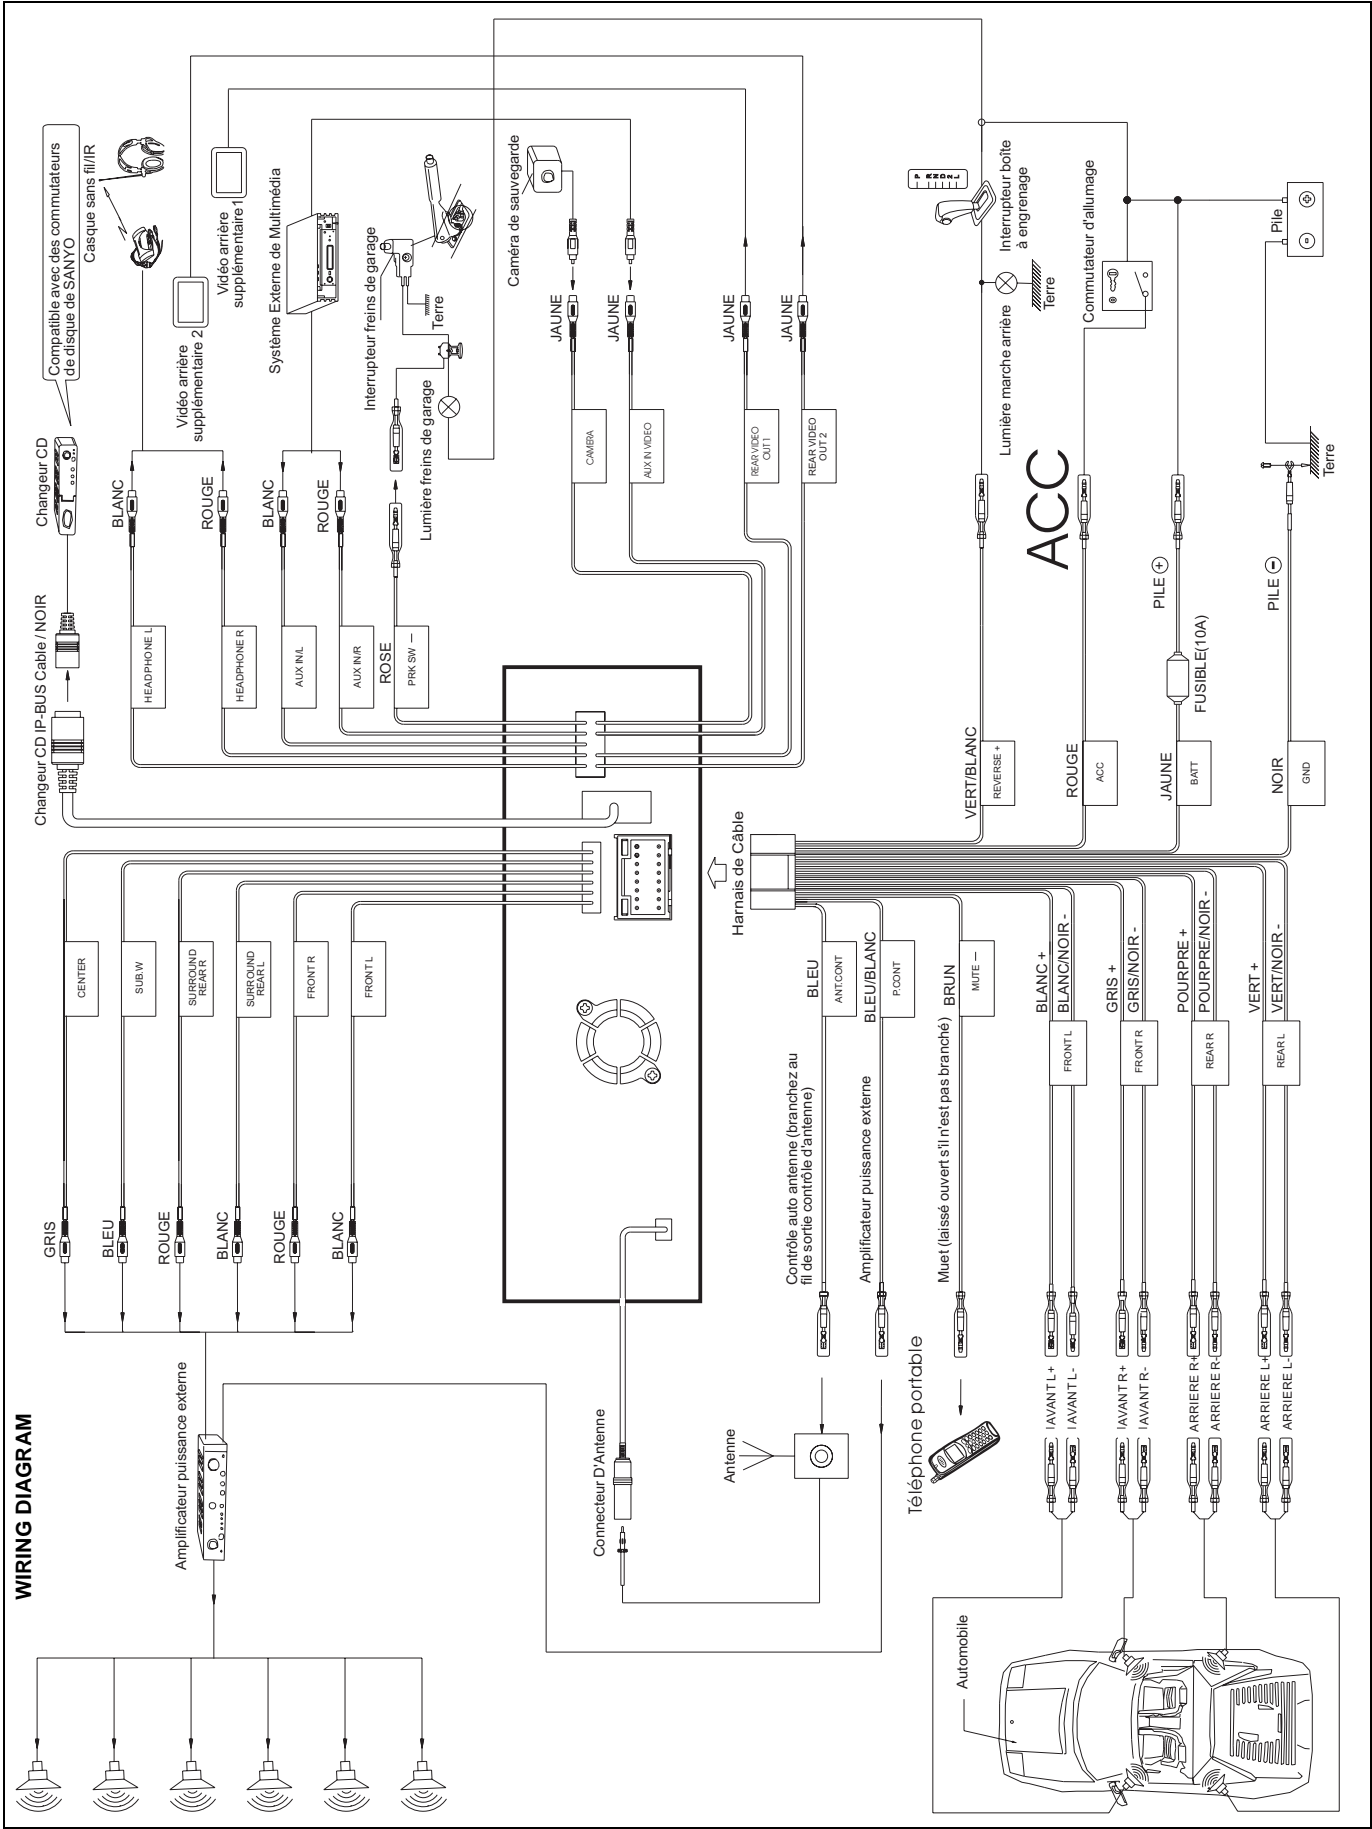 WIRING DIAGRAM
Compatible avec des commutateurs
de disque de SANYO
Changeur CD
Casque sans fil/IR
Changeur CD IP-BUS Cable / NOIR
Vidéo arrière
supplémentaire 2
Vidéo arrière
supplémentaire 1
Système Externe de Multimédia
Interrupteur freins de garage
Terre
Lumière freins de garage
Caméra de sauvegarde
BLANC
ROUGE
BLANC
ROUGE
ROSE
HEADPHONE L
HEADPHONE R
AUX IN/L
AUX IN/R
PRK SW —
JAUNE
JAUNE
JAUNE
JAUNE
CAMERA
AUX IN VIDEO
REAR VIDEO
OUT 1
REAR VIDEO
OUT 2
GRIS
BLEU
ROUGE
BLANC
ROUGE
BLANC
CENTER
SUB.W
SURROUND
REAR R
SURROUND
REAR L
FRONT R
FRONT L
Amplificateur puissance externe
Connecteur D'Antenne
Antenne
Harnais de Câble
BLEU
ANT.CONT
Contrôle auto antenne (branchez au
fil de sortie contrôle d'antenne)
BLEU/BLANC
P.CONT
Amplificateur puissance externe
BRUN
MUTE —
Muet (laissé ouvert s'il n'est pas branché)
Téléphone portable
P
R
N
D
2
L
Interrupteur boîte
à engrenage
Lumière marche arrière
Terre
Commutateur d'allumage
Pile
+
-
Terre
ACC
VERT/BLANC
REVERSE +
ROUGE
ACC
JAUNE
BATT
PILE +
FUSIBLE(10A)
NOIR
GND
PILE -
BLANC +
BLANC/NOIR -
FRONT L
GRIS +
GRIS/NOIR -
FRONT R
POURPRE +
POURPRE/NOIR -
REAR R
VERT +
VERT/NOIR -
REAR L
lAVANT L+
lAVANT L-
lAVANT R+
lAVANT R-
ARRIERE R+
ARRIERE R-
ARRIERE L+
ARRIERE L-
Automobile